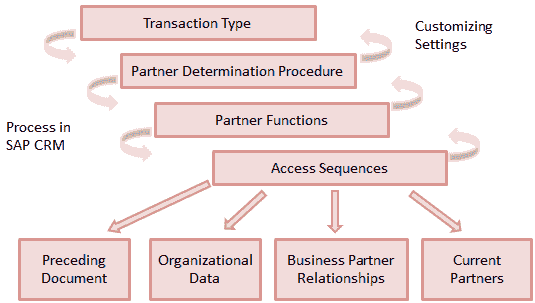 Transaction Type
Customizing
Settings
Partner Determination Procedure
Partner Functions
Process in
SAP CRM
Access Sequences
Preceding
Document
Organizational
Data
Business Partner
Relationships
Current
Partners